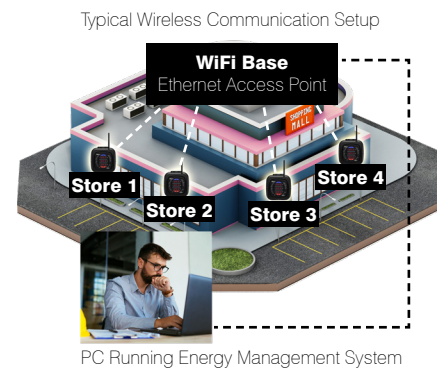 Typical Wireless Communication Setup
WiFi Base
Ethernet Access Point
SHOPPING
MALL
Store 1
Store 2
Store 3
Store 4
PC Running Energy Management System